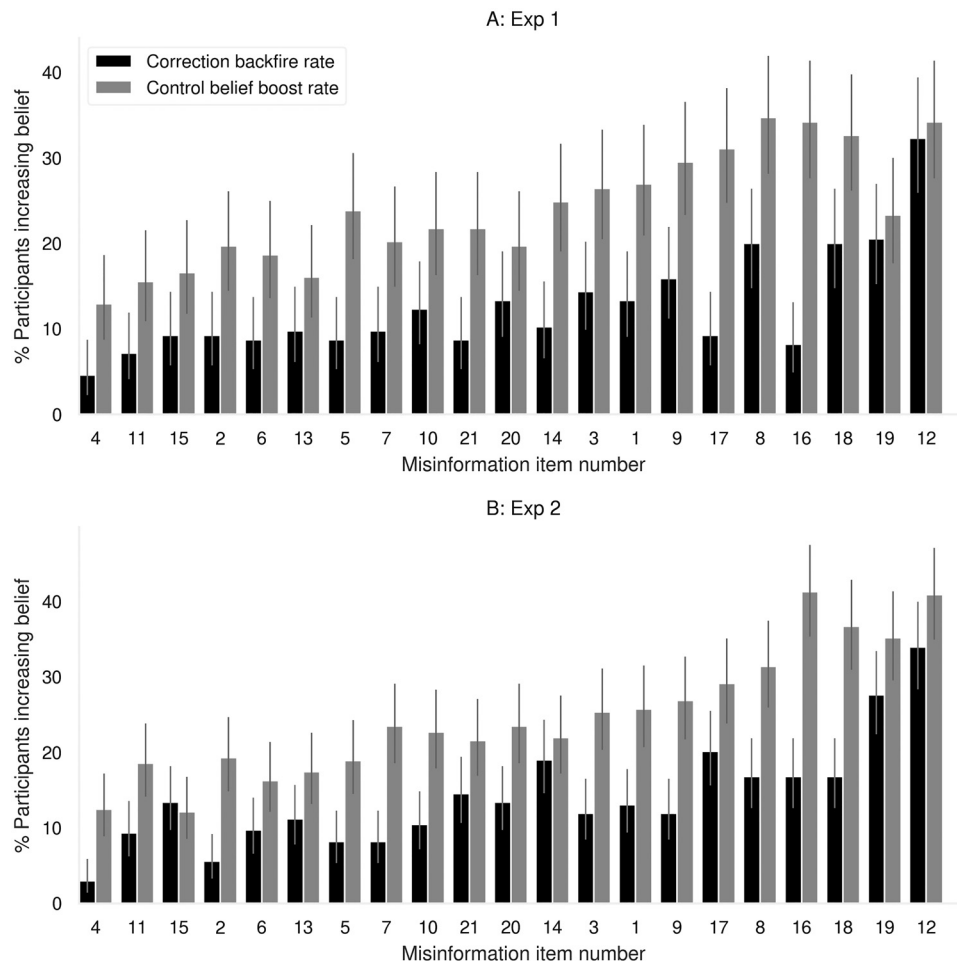 A: Exp 1
Correction backfire rate
Control belief boost rate
% Participants increasing belief
40
30
20
10
0
4 11 15 2 6 13 5 7 10 21 20 14 3 1 9 17 8 16 18 19 12
Misinformation item number
B: Exp 2
% Participants increasing belief
40
30
20
10
0
4 11 15 2 6 13 5 7 10 21 20 14 3 1 9 17 8 16 18 19 12
Misinformation item number